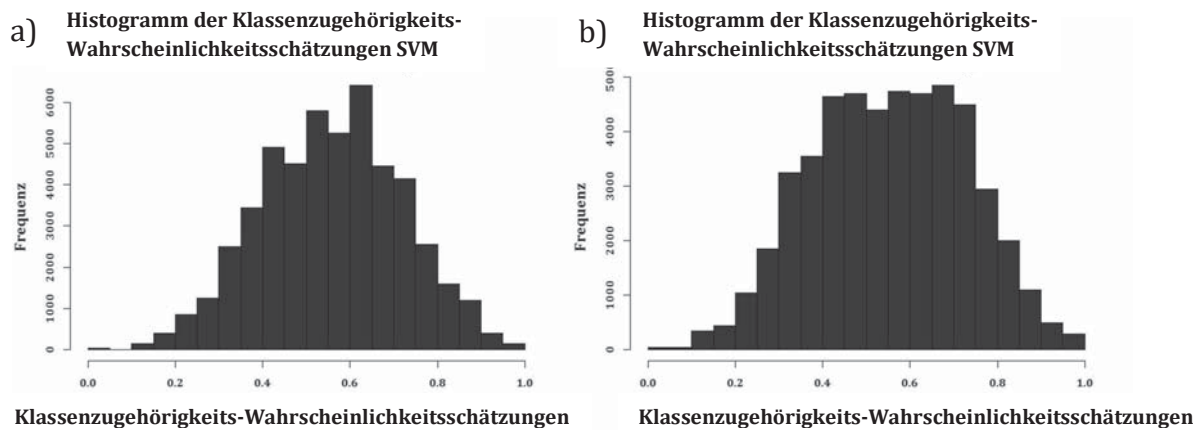 a)
Histogramm der Klassenzugehörigkeits-
Wahrscheinlichkeitsschätzungen SVM
Frequenz
6000
5000
4000
3000
2000
1000
0
0.0 0.2 0.4 0.6 0.8 1.0
Klassenzugehörigkeits-Wahrscheinlichkeitsschätzungen
b)
Histogramm der Klassenzugehörigkeits-
Wahrscheinlichkeitsschätzungen SVM
Frequenz
5000
4000
3000
2000
1000
0
0.0 0.2 0.4 0.6 0.8 1.0
Klassenzugehörigkeits-Wahrscheinlichkeitsschätzungen